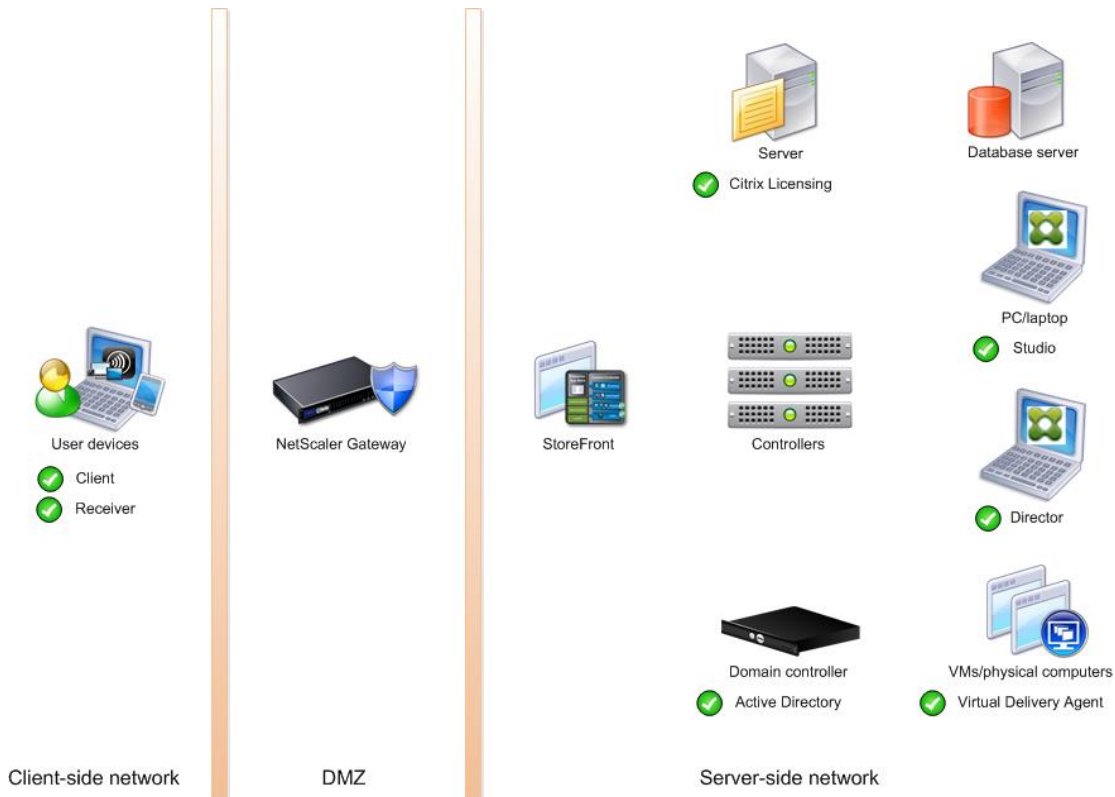 Server
Citrix Licensing
Database server
PC/laptop
Studio
User devices
Client
Receiver
NetScaler Gateway
StoreFront
Controllers
Director
Domain controller
Active Directory
VMs/physical computers
Virtual Delivery Agent
Client-side network
DMZ
Server-side network